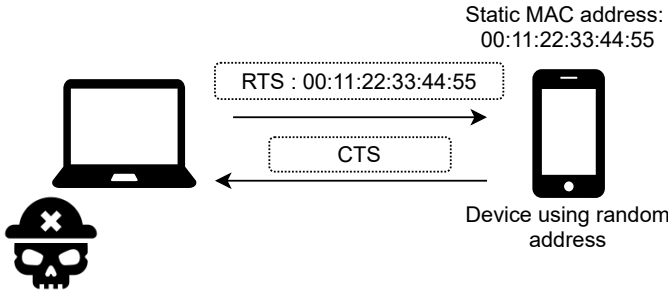 Static MAC address:
00:11:22:33:44:55
RTS : 00:11:22:33:44:55
CTS
Device using random
address